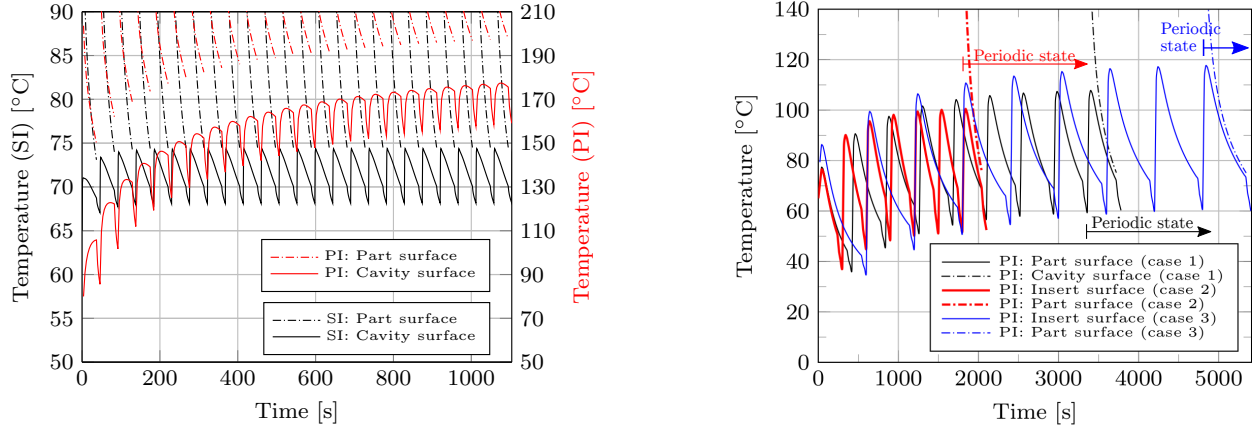 90
85
80
75
70
65
60
55
50
210
190
170
150
130
110
90
70
50
0
200
400
600
800
1000
Time [s]
Temperature (SI) [°C]
Temperature (PI) [°C]
PI: Part surface
PI: Cavity surface
SI: Part surface
SI: Cavity surface
140
120
100
80
60
40
20
0
0
1000
2000
3000
4000
5000
Time [s]
Temperature [°C]
Periodic state
Periodic
state
Periodic state
PI: Part surface (case 1)
PI: Cavity surface (case 1)
PI: Insert surface (case 2)
PI: Part surface (case 2)
PI: Insert surface (case 3)
PI: Part surface (case 3)